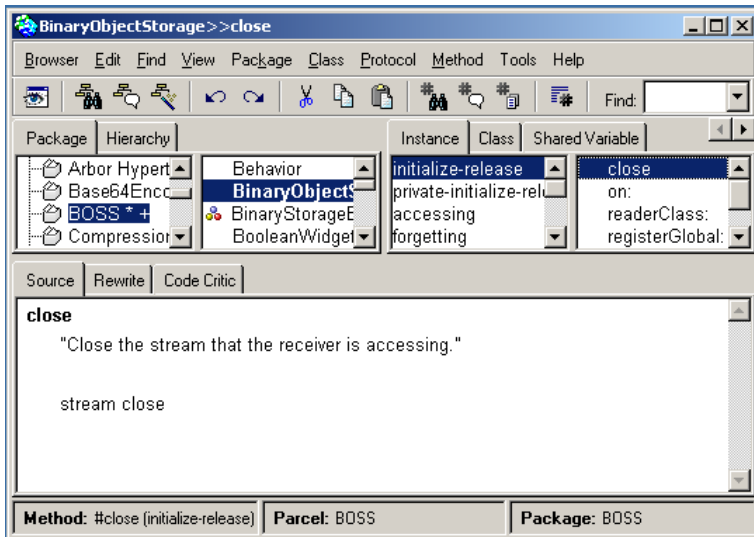 BinaryObjectStorage>>close
Browser Edit Find View Package Class Protocol Method Tools Help
Find:
Package Hierarchy Instance Class Shared Variable
Arbor Hypert Behavior initialize-release close
Base64Enco BinaryObjectS private-initialize-rele on:
BOSS * + BinaryStorageE accessing readerClass:
Compression BooleanWidget forgetting registerGlobal:
Source Rewrite Code Critic
close
"Close the stream that the receiver is accessing."
stream close
Method: #close (initialize-release) Parcel: BOSS Package: BOSS